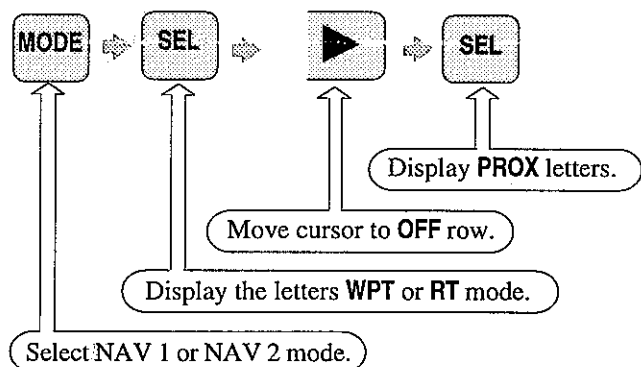 MODE
SEL
SEL
Display PROX letters.
Move cursor to OFF row.
Display the letters WPT or RT mode.
Select NAV 1 or NAV 2 mode.